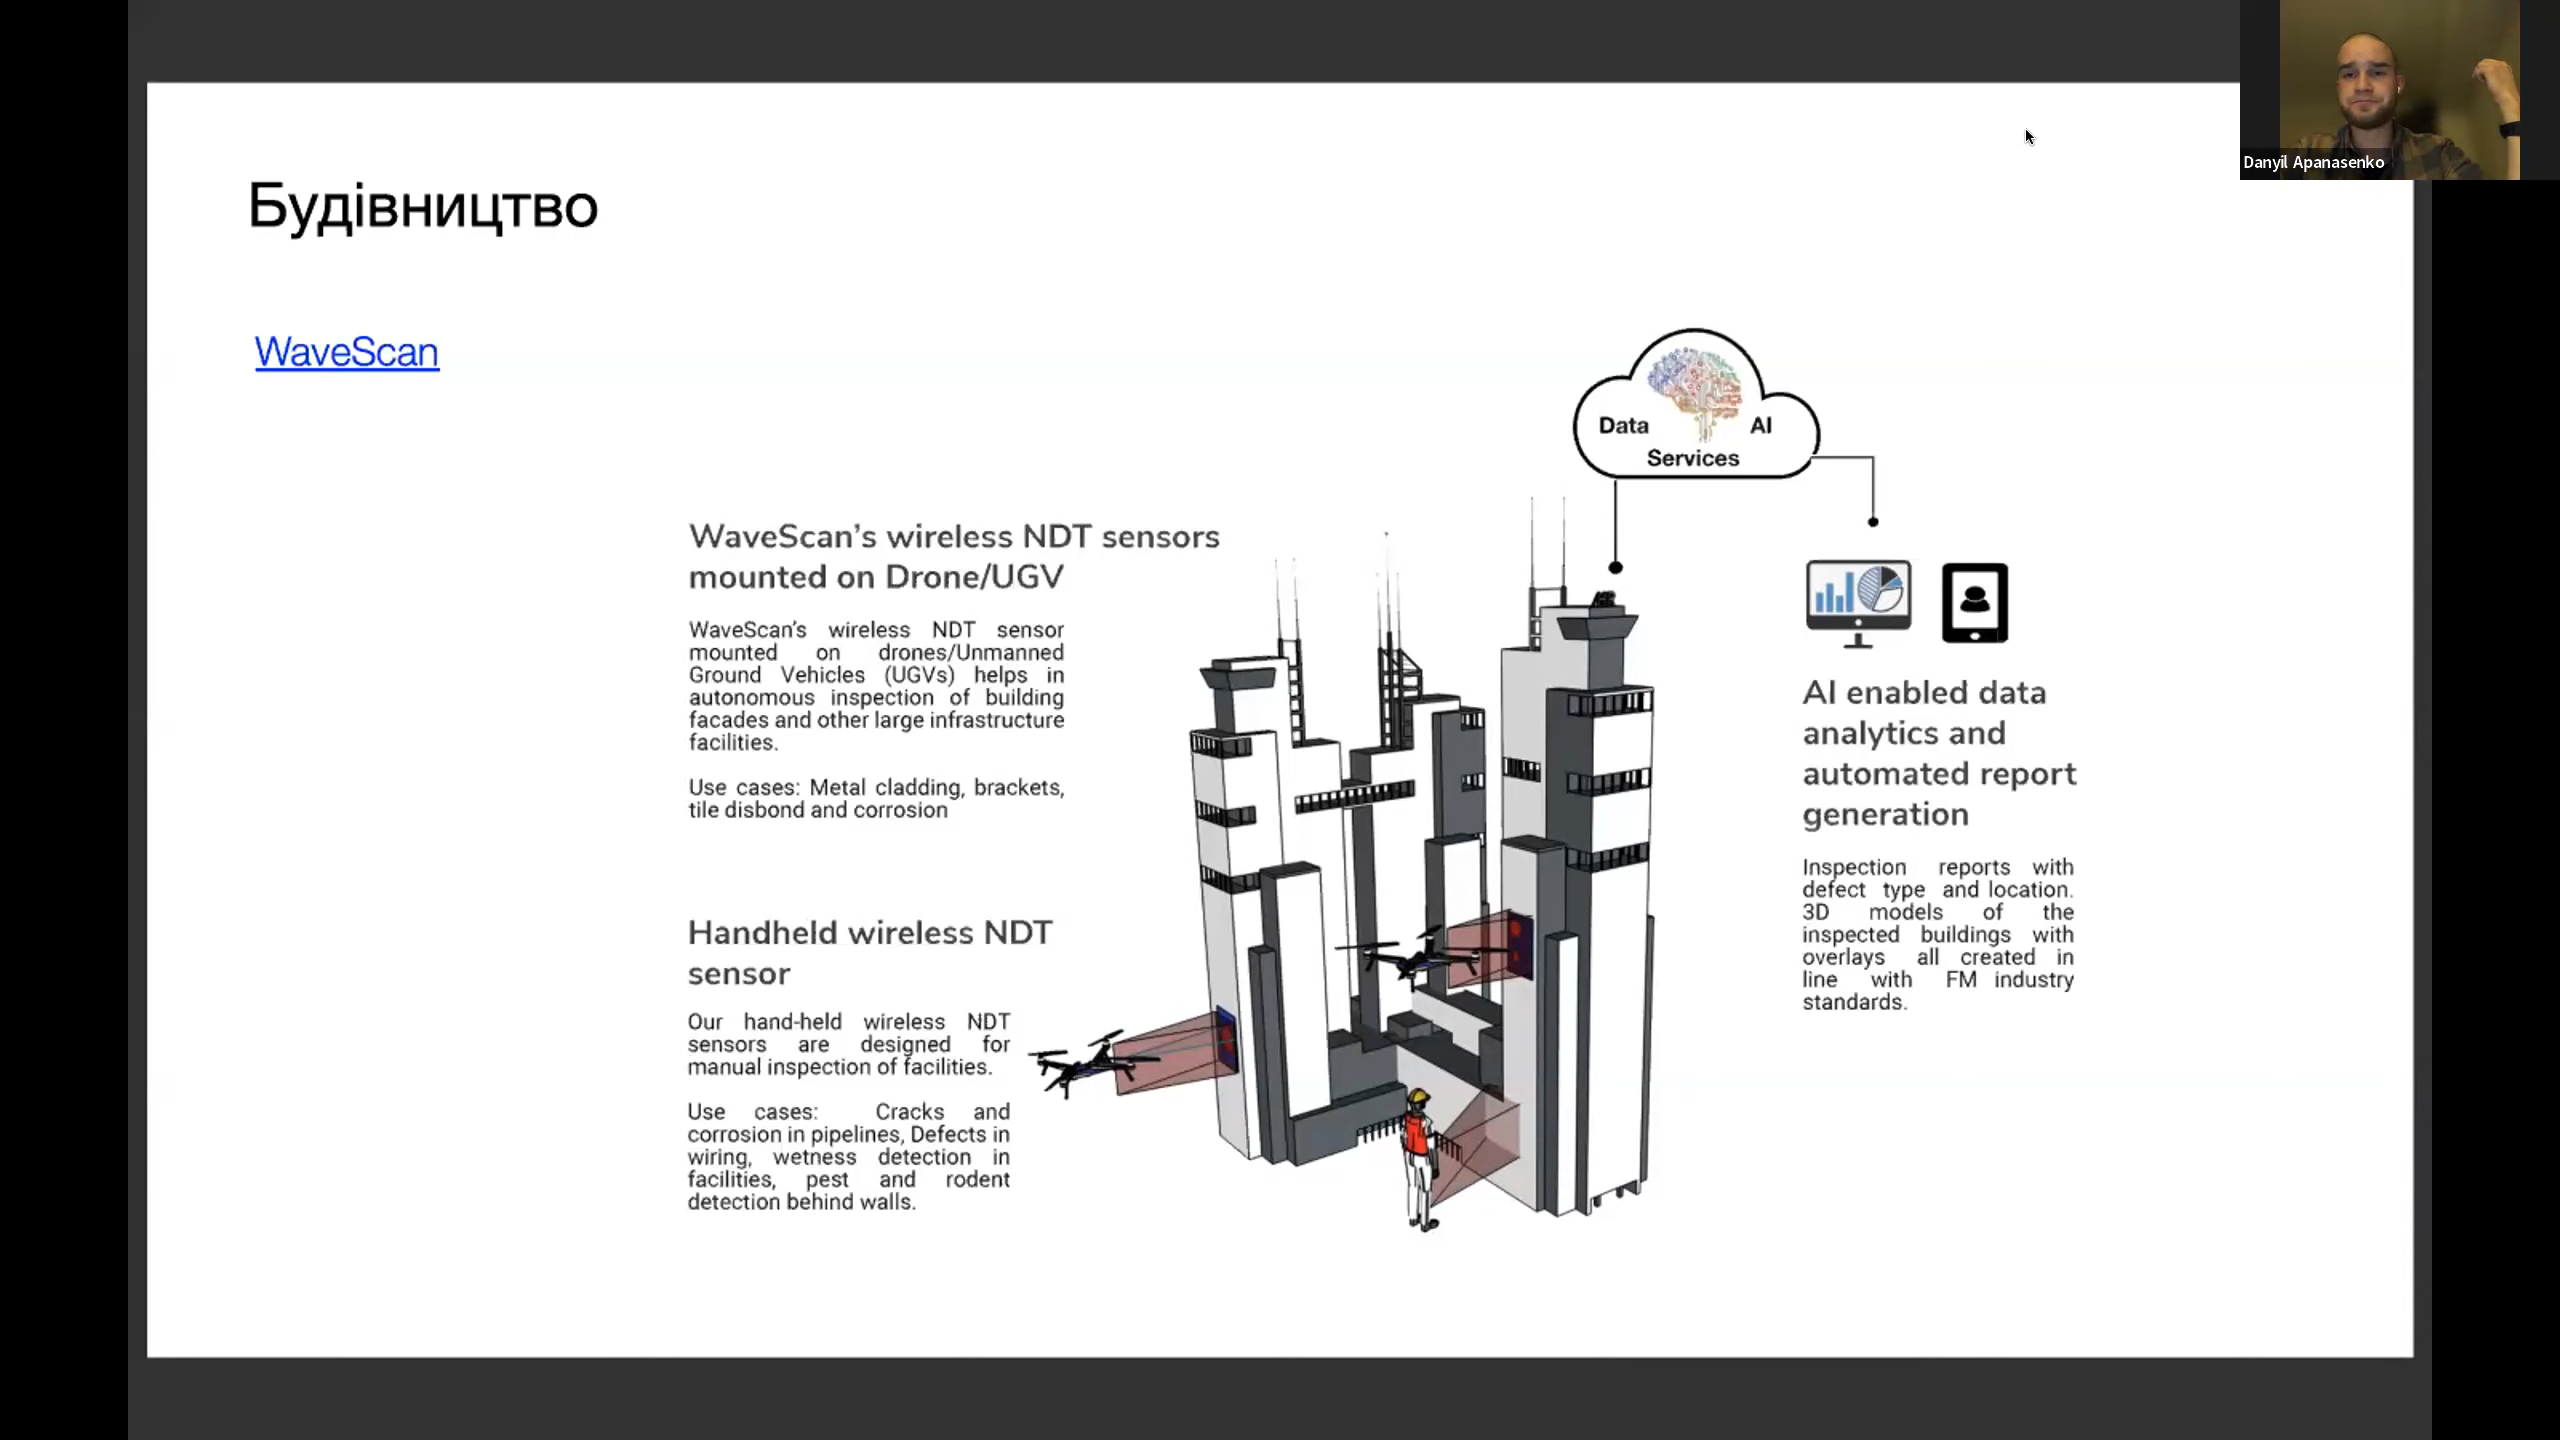 Danyil Apanasenko
Будівництво
WaveScan
Data AI
Services
WaveScan’s wireless NDT sensors
mounted on Drone/UGV
WaveScan’s wireless NDT sensor
mounted on drones/Unmanned
Ground Vehicles (UGVs) helps in
autonomous inspection of building
facades and other large infrastructure
facilities.
Use cases: Metal cladding, brackets,
tile disbond and corrosion
Handheld wireless NDT
sensor
Our hand-held wireless NDT
sensors are designed for
manual inspection of facilities.
Use cases: Cracks and
corrosion in pipelines, Defects in
wiring, wetness detection in
facilities, pest and rodent
detection behind walls.
AI enabled data
analytics and
automated report
generation
Inspection reports with
defect type and location.
3D models of the
inspected buildings with
overlays all created in
line with FM industry
standards.